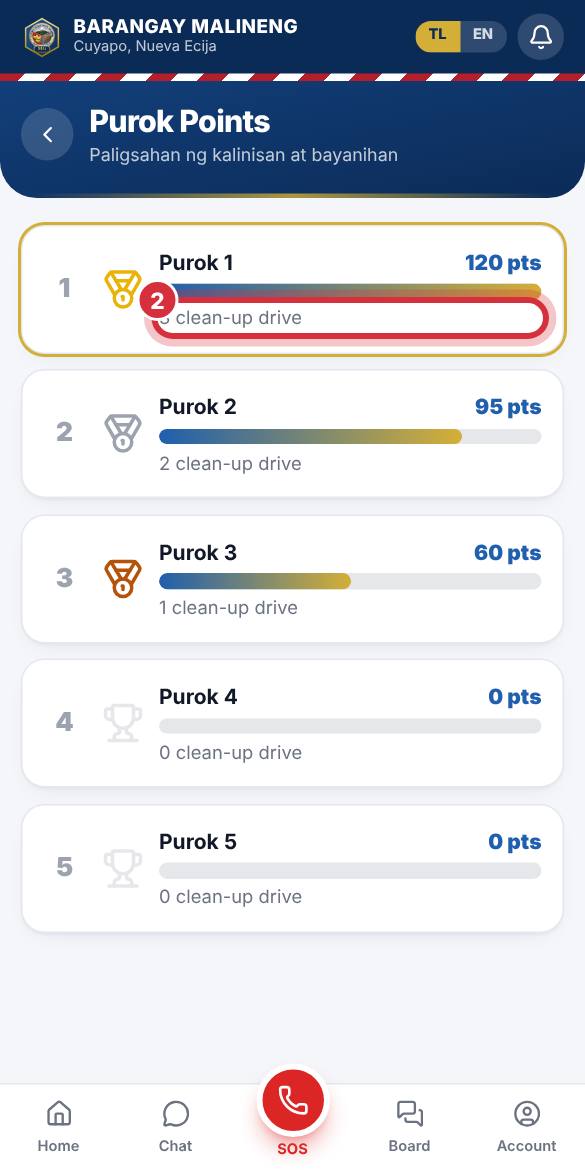 BARANGAY MALINENG
Cuyapo, Nueva Ecija
TL EN
Purok Points
Paligsahan ng kalinisan at bayanihan
1
Purok 1
120 pts
2
clean-up drive
2
Purok 2
95 pts
2 clean-up drive
3
Purok 3
60 pts
1 clean-up drive
4
Purok 4
0 pts
0 clean-up drive
5
Purok 5
0 pts
0 clean-up drive
Home
Chat
SOS
Board
Account